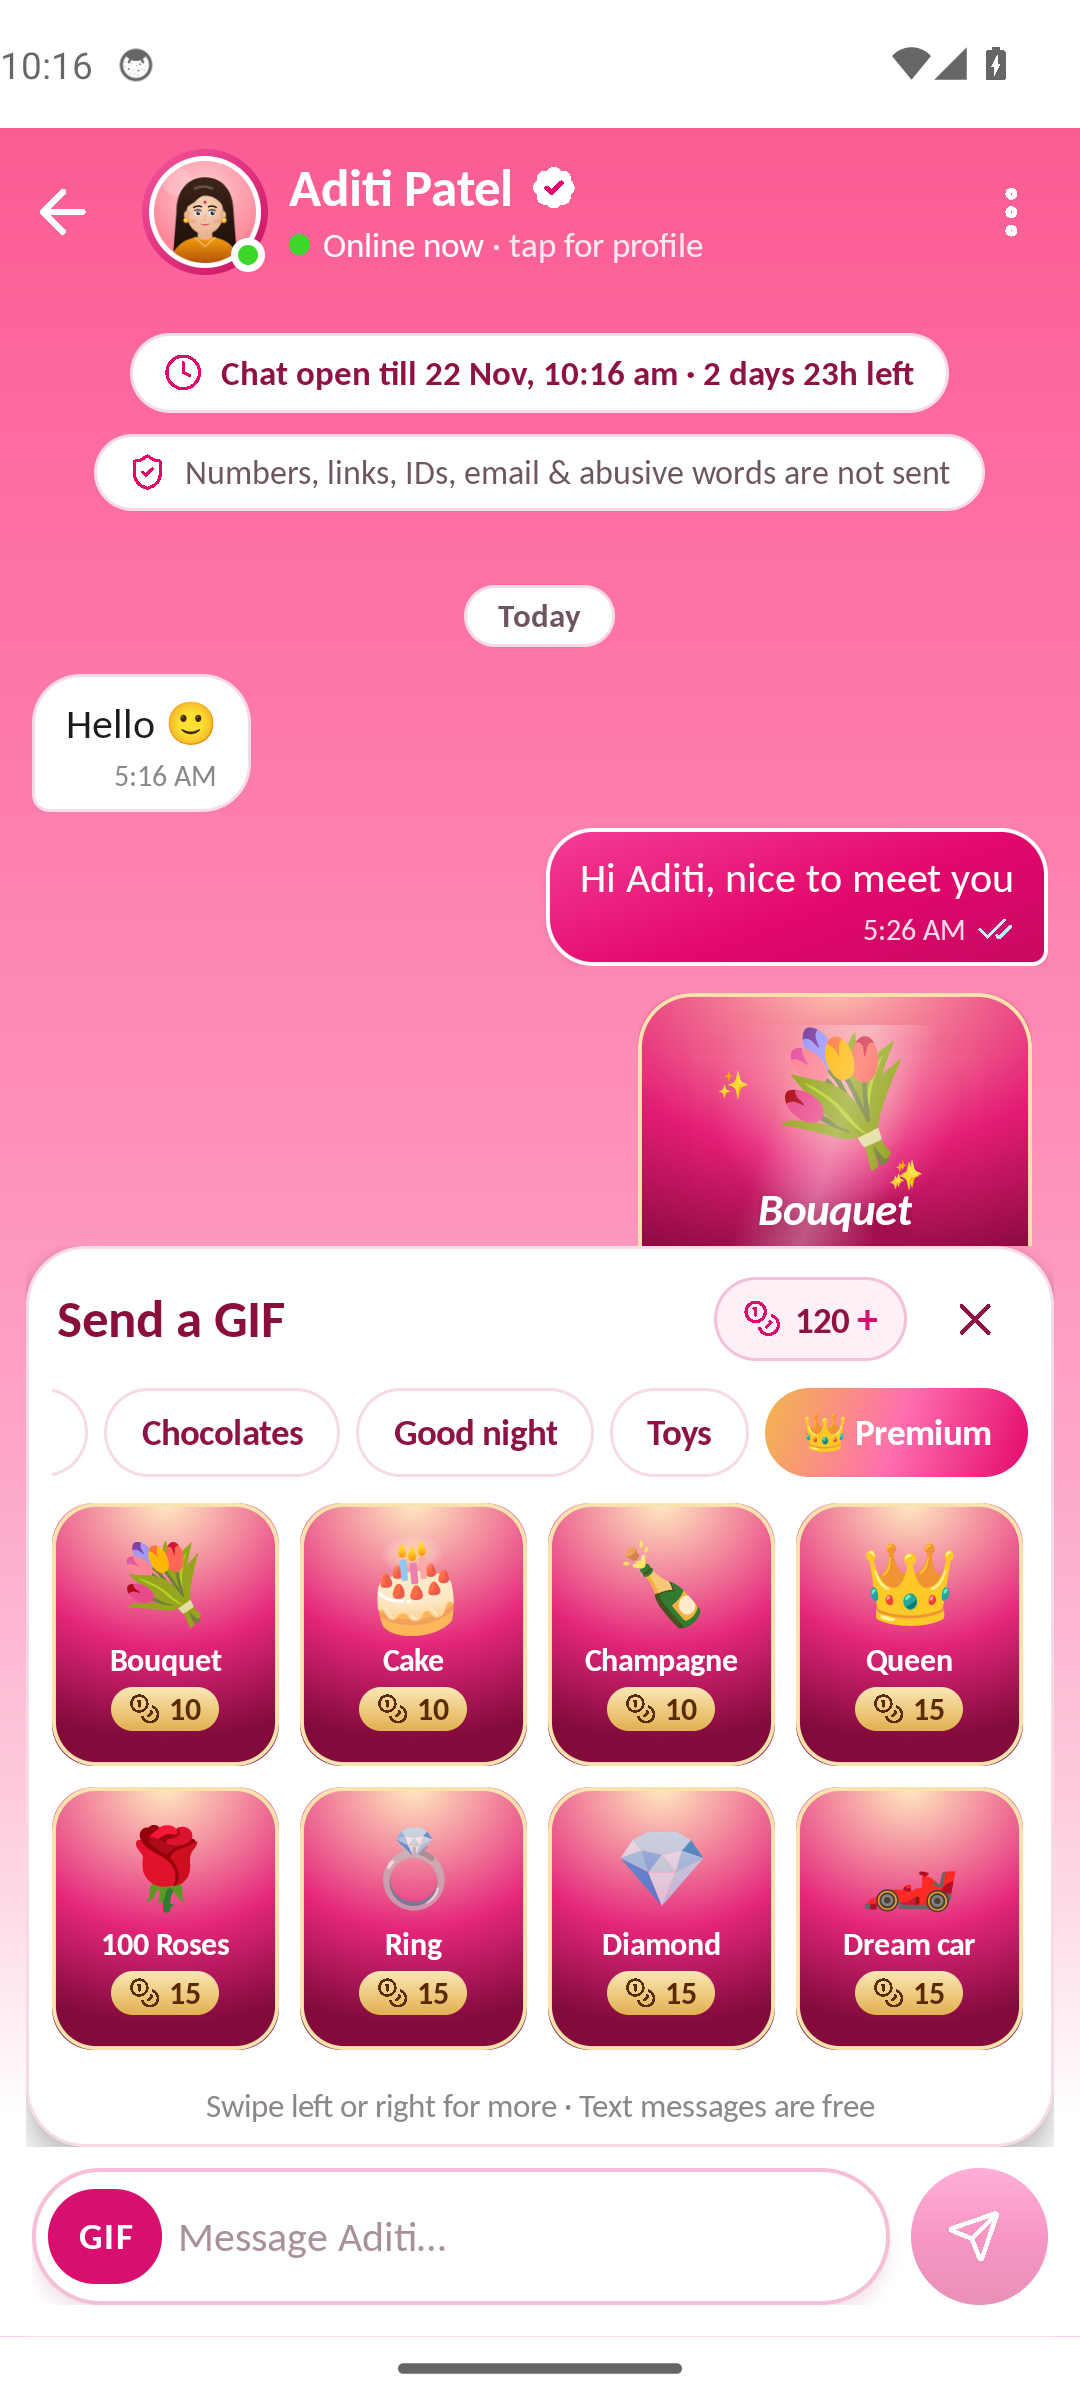 10:16
Aditi Patel
Online now · tap for profile
Chat open till 22 Nov, 10:16 am · 2 days 23h left
Numbers, links, IDs, email & abusive words are not sent
Today
Hello 🙂
5:16 AM
Hi Aditi, nice to meet you
5:26 AM
Bouquet
Send a GIF
120 +
Chocolates
Good night
Toys
👑 Premium
Bouquet
10
Cake
10
Champagne
10
Queen
15
100 Roses
15
Ring
15
Diamond
15
Dream car
15
Swipe left or right for more · Text messages are free
GIF
Message Aditi...